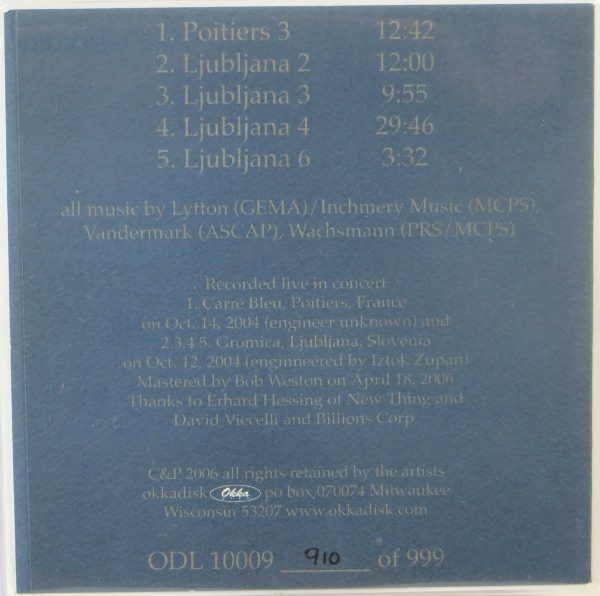 1. Poitiers 3 12:42
2. Ljubljana 2 12:00
3. Ljubljana 3 9:55
4. Ljubljana 4 29:46
5. Ljubljana 6 3:32
all music by Lytton (GEMA)/Inchmery Music (MCPS),
Vandermark (ASCAP), Wachsmann (PRS/MCPS)
Recorded live in concert
1. Carre Bleu, Poitiers, France
on Oct. 14, 2004 (engineer unknown) and
2.3.4.5. Gromica, Ljubljana, Slovenia
on Oct. 12, 2004 (enginneered by Iztok Zupan)
Mastered by Bob Weston on April 18, 2006
Thanks to Erhard Hessing of New Thing and
David Viecelli and Billions Corp.
C&P 2006 all rights retained by the artists
okkadisk Okka po box 070074 Milwaukee
Wisconsin 53207 www.okkadisk.com
ODL 10009 910 of 999